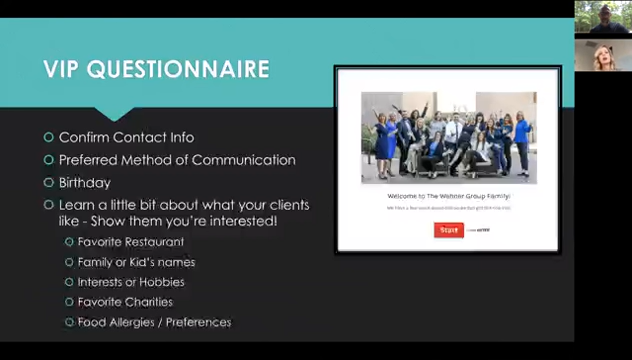 VIP QUESTIONNAIRE
Confirm Contact Info
Preferred Method of Communication
Birthday
Learn a little bit about what your clients
like - Show them you're interested!
Favorite Restaurant
Family or Kid's names
Interests or Hobbies
Favorite Charities
Food Allergies / Preferences
Welcome to The Wehner Group Family!
Start